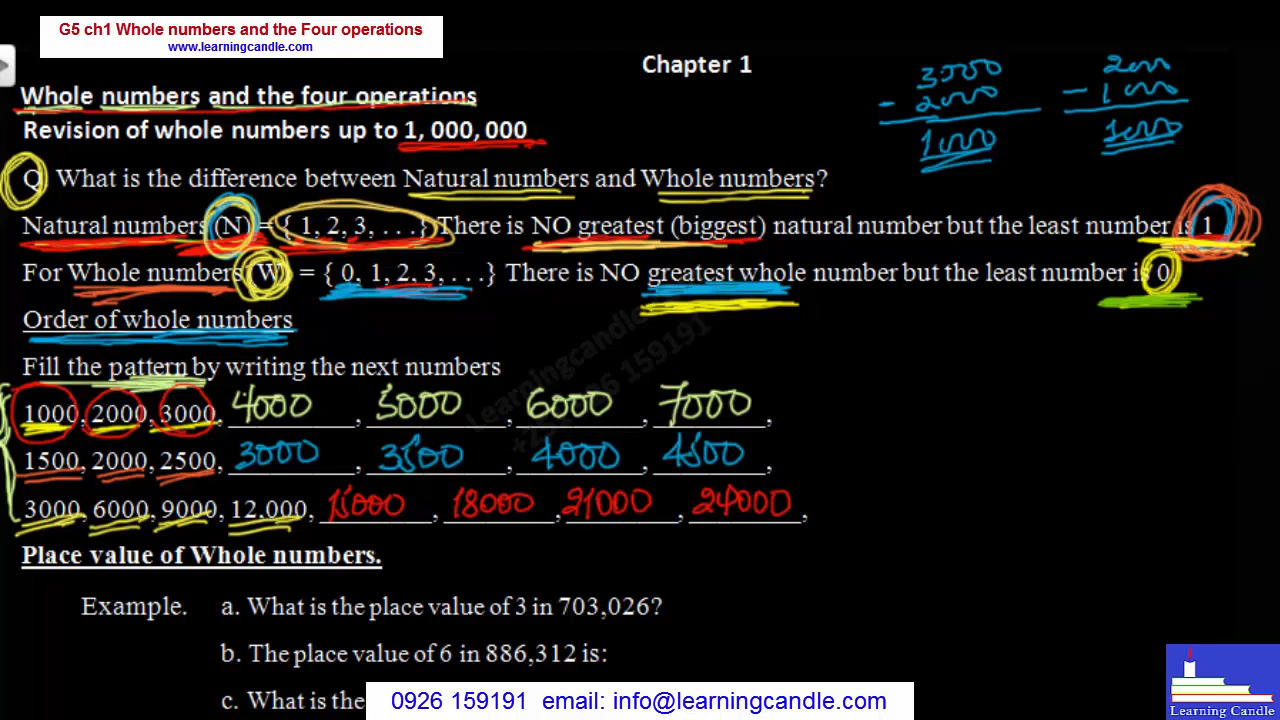 G5 ch1 Whole numbers and the Four operations
www.learningcandle.com
Chapter 1
3000
- 2000
1000
2000
- 1000
1000
Whole numbers and the four operations
Revision of whole numbers up to 1, 000, 000
Q. What is the difference between Natural numbers and Whole numbers?
Natural numbers (N) = { 1, 2, 3, . . .} There is NO greatest (biggest) natural number but the least number is 1
For Whole numbers (W) = { 0, 1, 2, 3, . . .} There is NO greatest whole number but the least number is 0
Order of whole numbers
Fill the pattern by writing the next numbers
1000, 2000, 3000, 4000, 5000, 6000, 7000,
1500, 2000, 2500, 3000, 3500, 4000, 4500,
3000, 6000, 9000, 12,000, 15000, 18000, 21000, 24000,
Place value of Whole numbers.
Example. a. What is the place value of 3 in 703,026?
b. The place value of 6 in 886,312 is:
c. What is the
0926 159191 email: info@learningcandle.com
Learning Candle